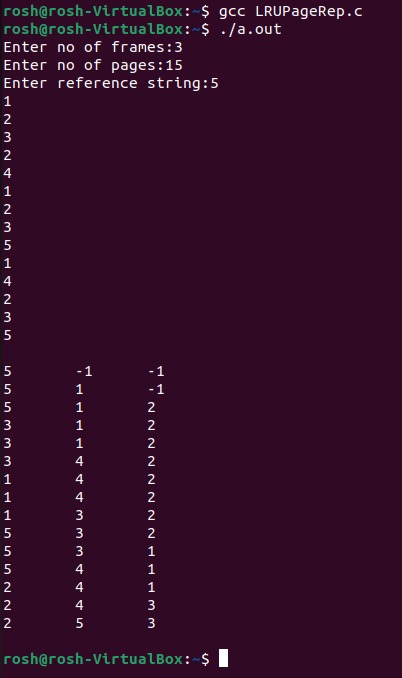 rosh@rosh-VirtualBox:~$ gcc LRUPageRep.c
rosh@rosh-VirtualBox:~$ ./a.out
Enter no of frames:3
Enter no of pages:15
Enter reference string:5
1
2
3
2
4
1
2
3
5
1
4
2
3
5
5 -1 -1
5 1 -1
5 1 2
3 1 2
3 1 2
3 4 2
1 4 2
1 4 2
1 3 2
5 3 2
5 3 1
5 4 1
2 4 1
2 4 3
2 5 3
rosh@rosh-VirtualBox:~$